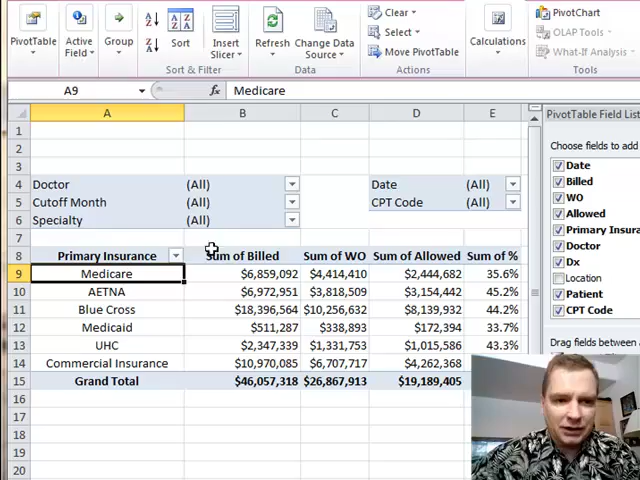 Clear
Select
Move PivotTable
PivotTable
Active
Field
Group
Sort
Insert
Slicer
Refresh
Change Data
Source
Calculations
PivotChart
OLAP Tools
What-If Analysis
Sort & Filter
Data
Actions
Tools
A9
fx
Medicare
PivotTable Field List
A B C D E
1
2
3
4 Doctor (All) Date (All)
5 Cutoff Month (All) CPT Code (All)
6 Specialty (All)
7
8 Primary Insurance Sum of Billed Sum of WO Sum of Allowed Sum of %
9 Medicare $6,859,092 $4,414,410 $2,444,682 35.6%
10 AETNA $6,972,951 $3,818,509 $3,154,442 45.2%
11 Blue Cross $18,396,564 $10,256,632 $8,139,932 44.2%
12 Medicaid $511,287 $338,893 $172,394 33.7%
13 UHC $2,347,339 $1,331,753 $1,015,586 43.3%
14 Commercial Insurance $10,970,085 $6,707,717 $4,262,368
15 Grand Total $46,057,318 $26,867,913 $19,189,405
16
17
18
19
20
Choose fields to add
Date
Billed
WO
Allowed
Primary Insura
Doctor
Dx
Location
Patient
CPT Code
Drag fields between